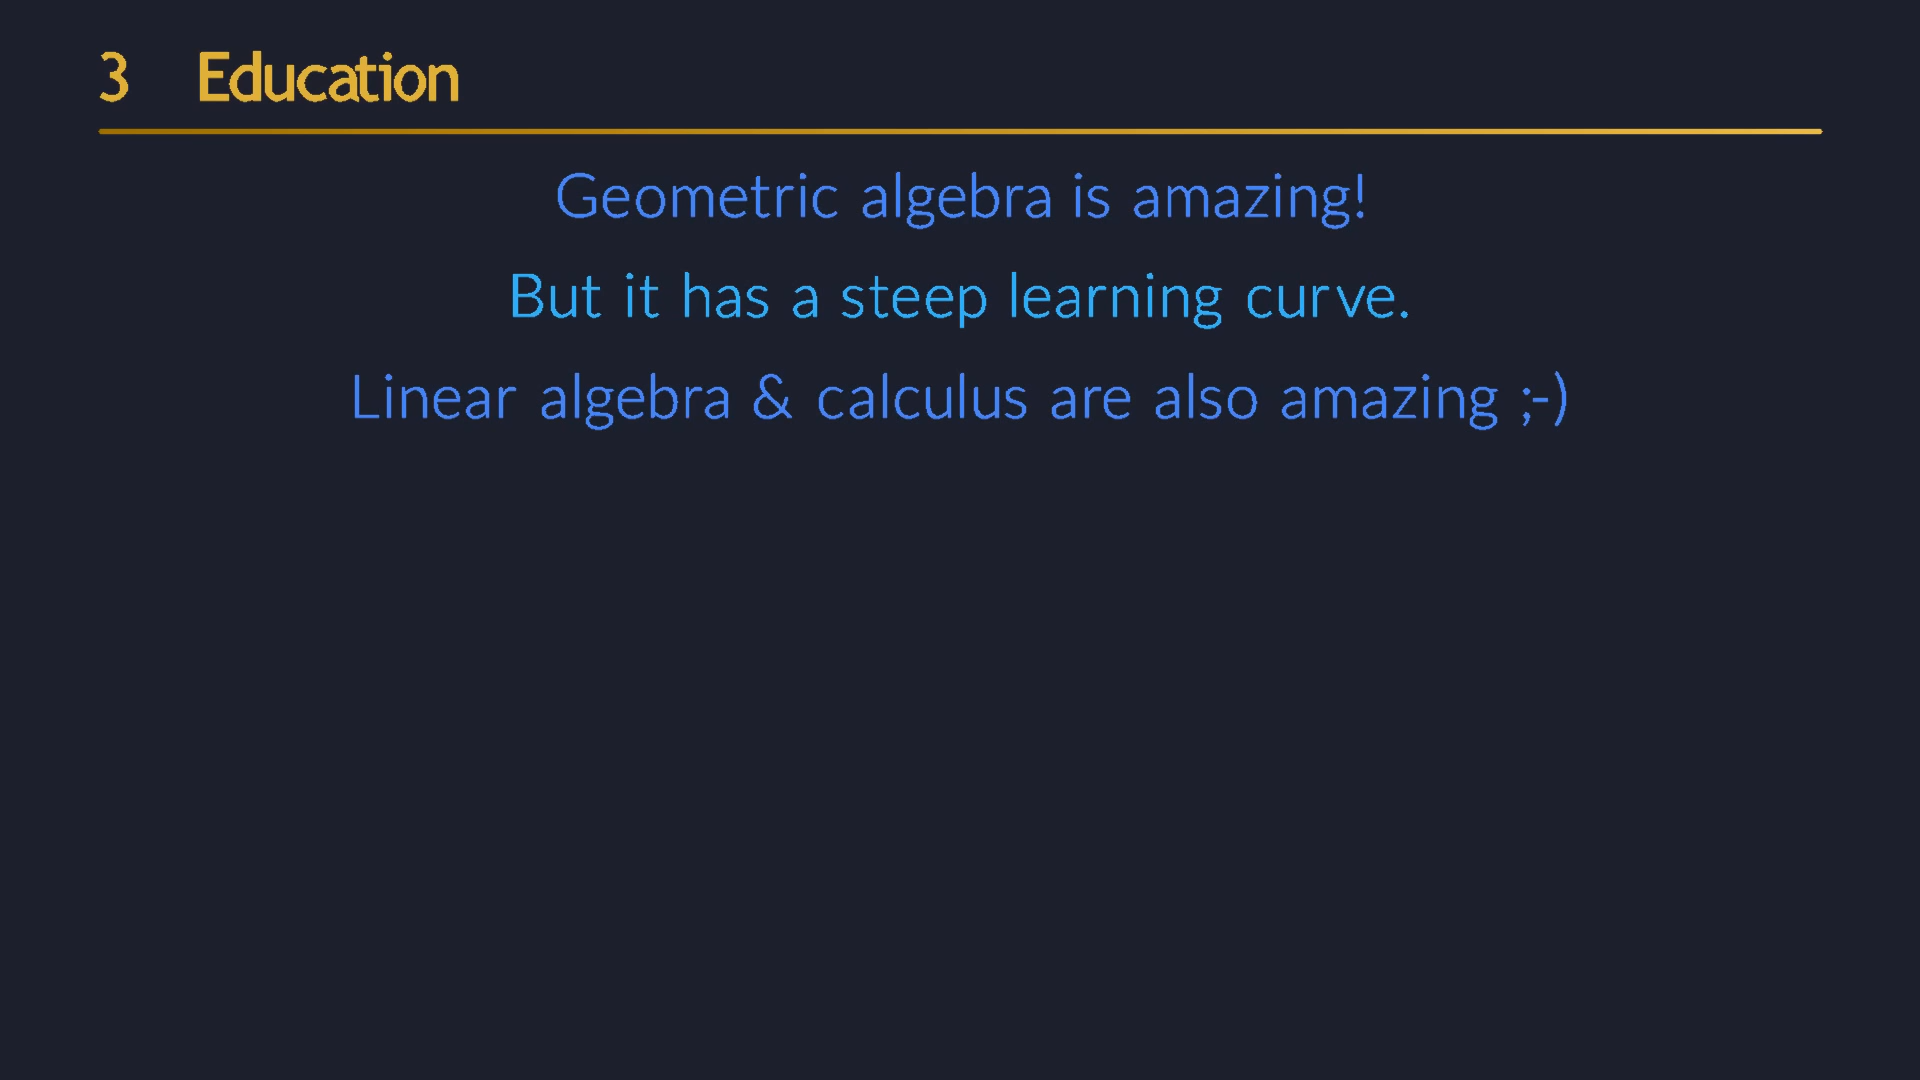 3 Education
Geometric algebra is amazing!
But it has a steep learning curve.
Linear algebra & calculus are also amazing ;-)